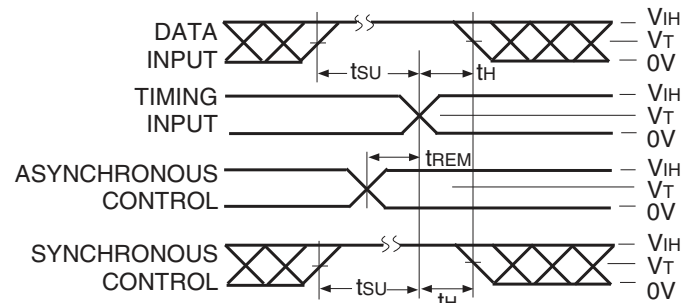 DATA INPUT
VIH
VT
0V
tSU
tH
TIMING INPUT
VIH
VT
0V
tREM
ASYNCHRONOUS CONTROL
VIH
VT
0V
SYNCHRONOUS CONTROL
VIH
VT
0V
tSU
tH